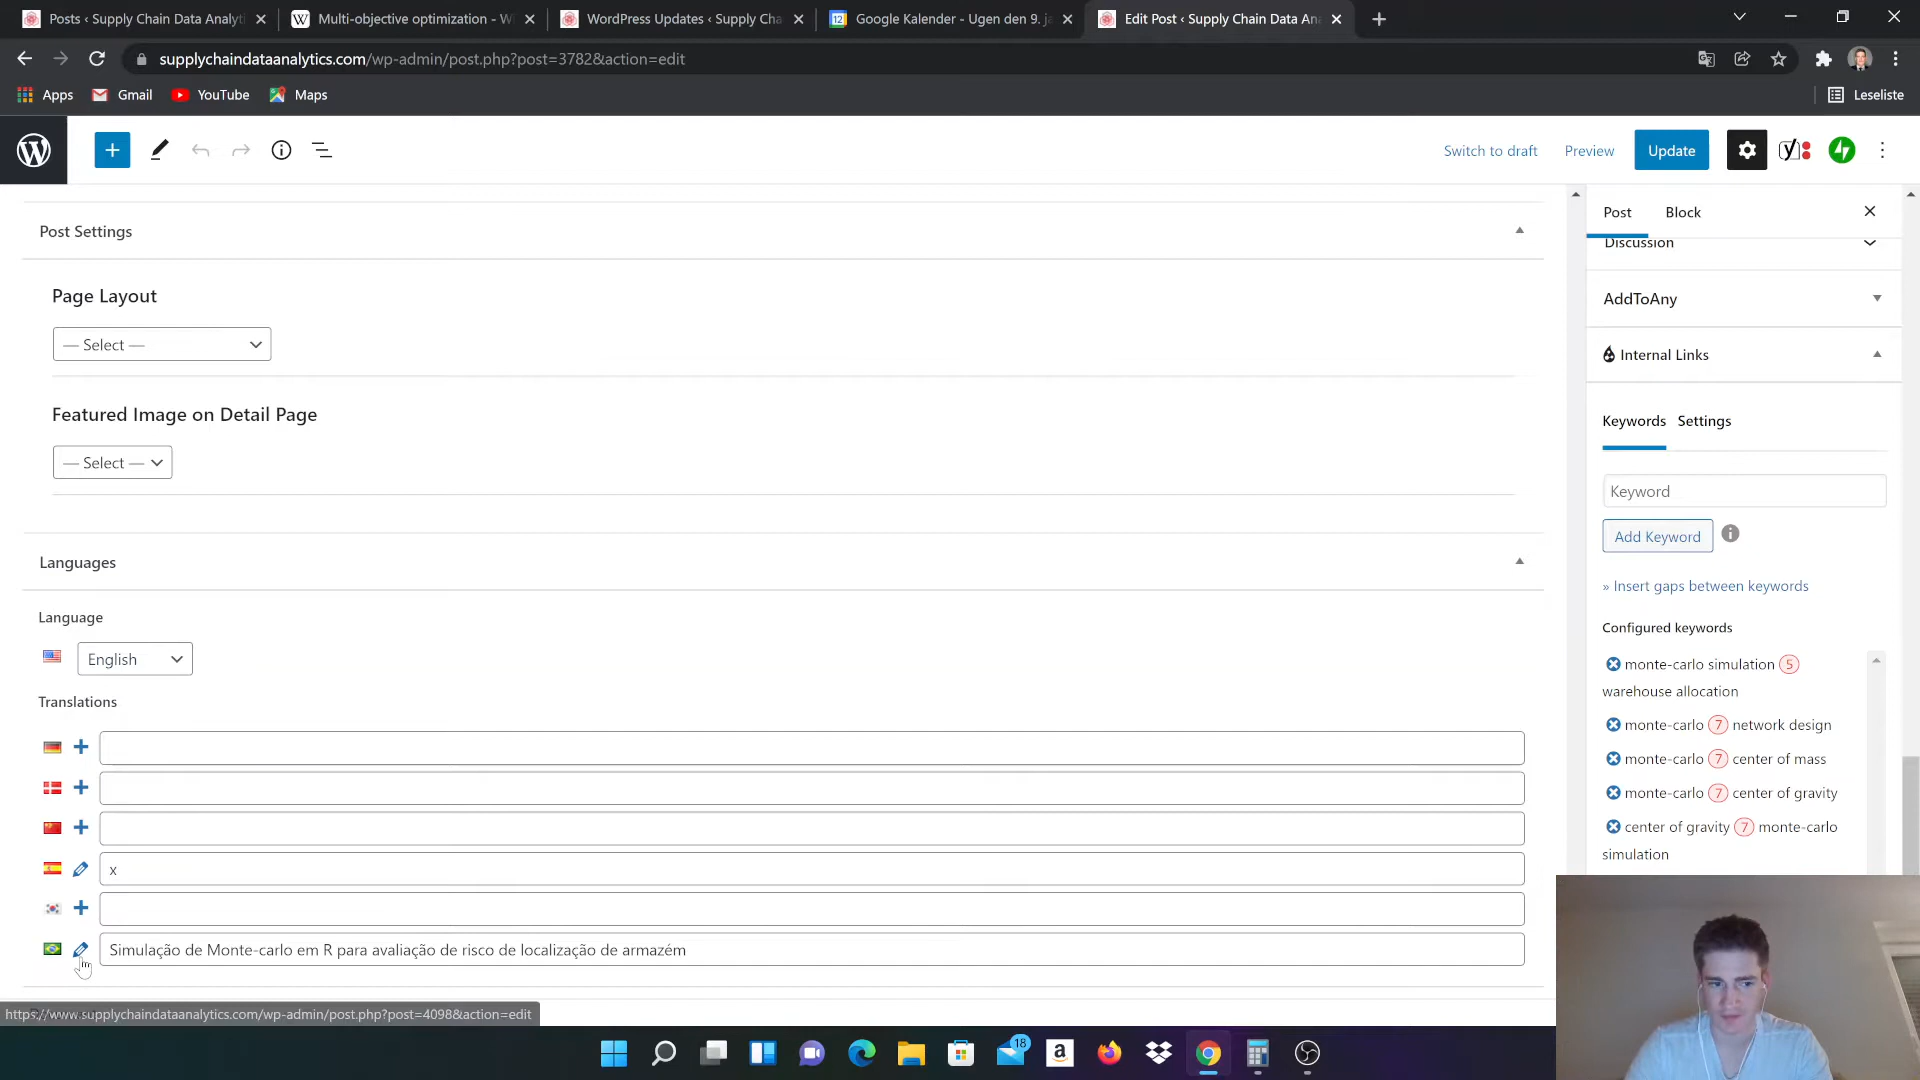 Posts ‹ Supply Chain Data Analyt
Multi-objective optimization - W
WordPress Updates ‹ Supply Cha
Google Kalender - Ugen den 9. ja
Edit Post ‹ Supply Chain Data An
supplychaindataanalytics.com/wp-admin/post.php?post=3782&action=edit
Apps
Gmail
YouTube
Maps
Leseliste
Switch to draft
Preview
Update
Post Settings
Page Layout
— Select —
Featured Image on Detail Page
— Select —
Languages
Language
English
Translations
x
Simulação de Monte-carlo em R para avaliação de risco de localização de armazém
https://www.supplychaindataanalytics.com/wp-admin/post.php?post=4098&action=edit
Post
Block
Discussion
AddToAny
Internal Links
Keywords
Settings
Keyword
Add Keyword
» Insert gaps between keywords
Configured keywords
monte-carlo simulation 5
warehouse allocation
monte-carlo 7 network design
monte-carlo 7 center of mass
monte-carlo 7 center of gravity
center of gravity 7 monte-carlo
simulation
18